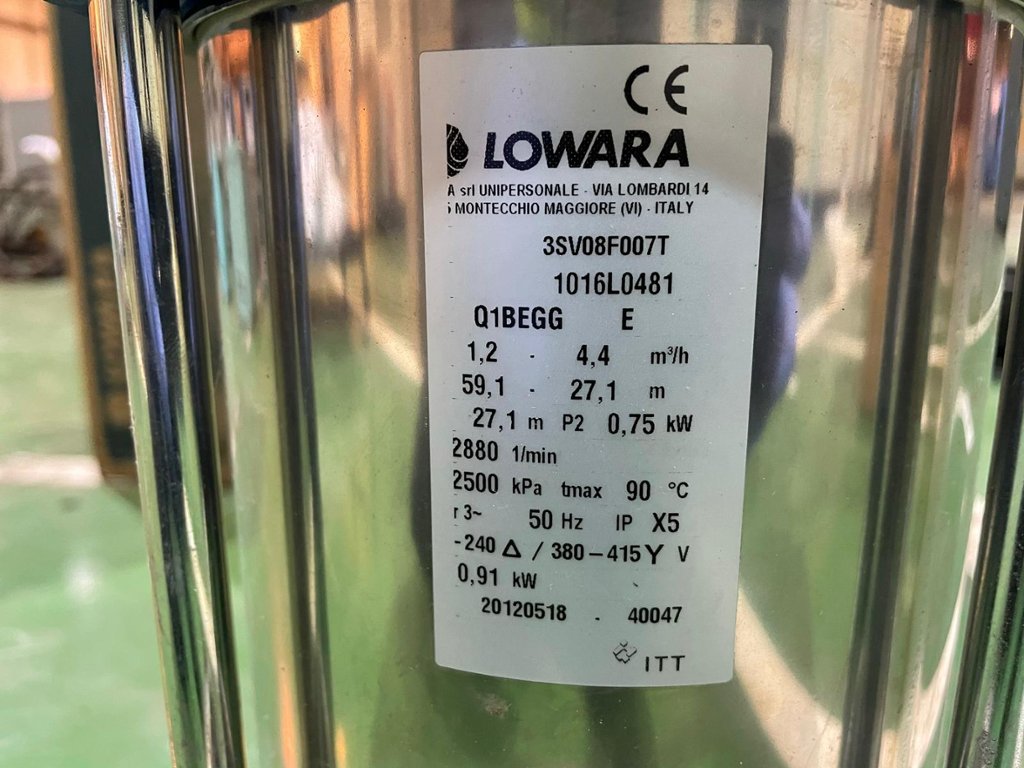 CE
LOWARA
A srl UNIPERSONALE - VIA LOMBARDI 14
MONTECCHIO MAGGIORE (VI) - ITALY
3SV08F007T
1016L0481
Q1BEGG E
1,2 - 4,4 m³/h
59,1 - 27,1 m
27,1 m P2 0,75 kW
2880 1/min
2500 kPa tmax 90 °C
3~ 50 Hz IP X5
-240 △ / 380-415 Y V
0,91 kW
20120518 - 40047
ITT